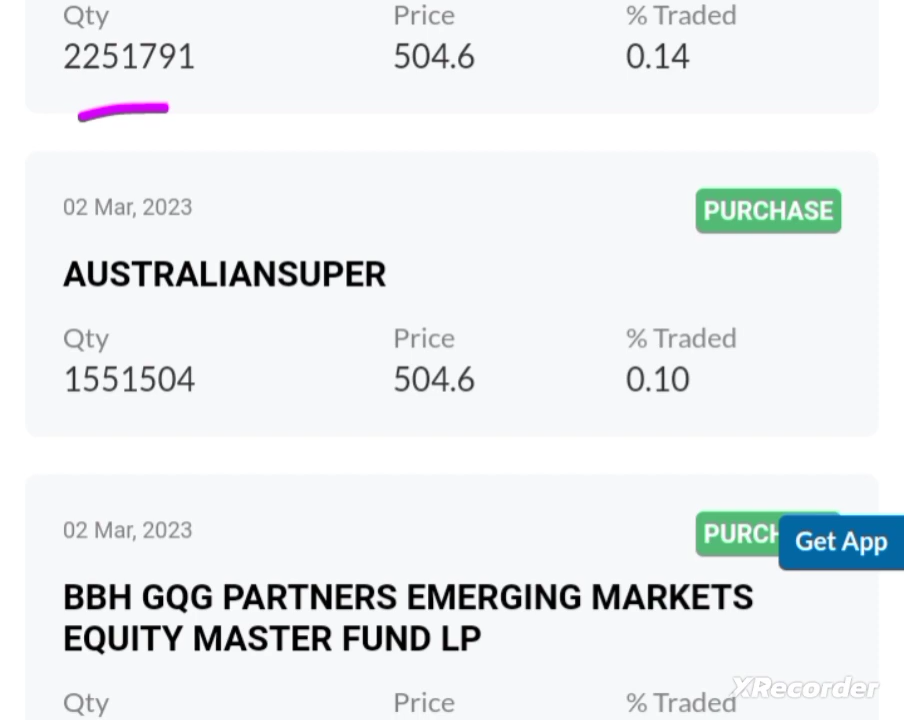 Qty Price % Traded
2251791 504.6 0.14
02 Mar, 2023 PURCHASE
AUSTRALIANSUPER
Qty Price % Traded
1551504 504.6 0.10
02 Mar, 2023 PURCH Get App
BBH GQG PARTNERS EMERGING MARKETS
EQUITY MASTER FUND LP
XRecorder
Qty Price % Traded